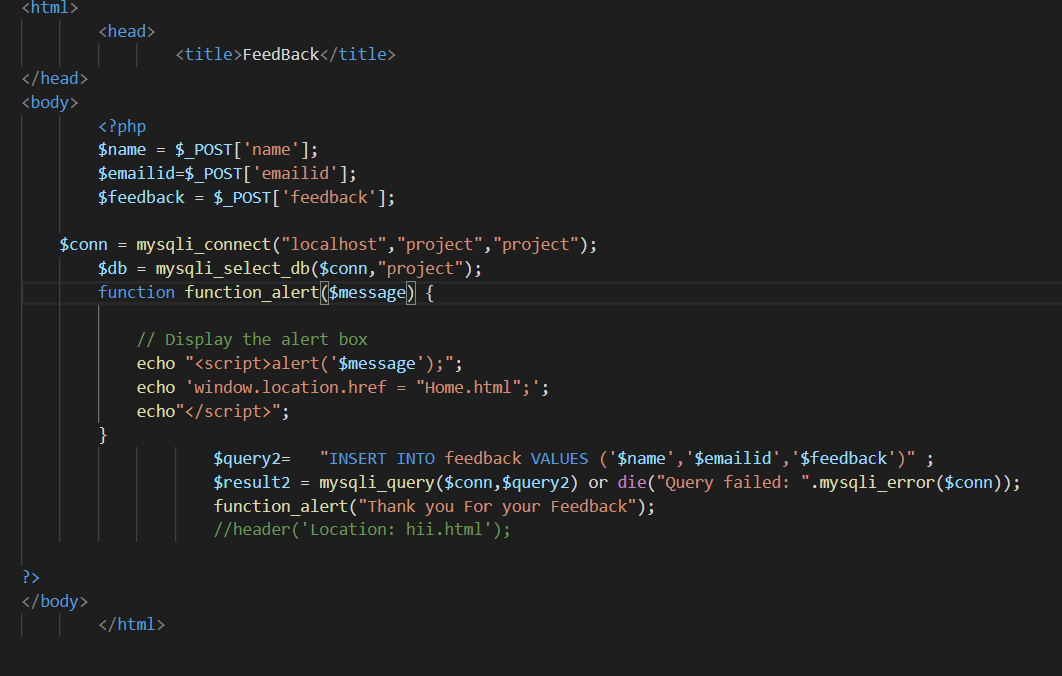 <html>
<head>
<title>FeedBack</title>
</head>
<body>
<?php
$name = $_POST['name'];
$emailid=$_POST['emailid'];
$feedback = $_POST['feedback'];
$conn = mysqli_connect("localhost","project","project");
$db = mysqli_select_db($conn,"project");
function function_alert($message) {
// Display the alert box
echo "<script>alert('$message');";
echo 'window.location.href = "Home.html";';
echo"</script>";
}
$query2=   "INSERT INTO feedback VALUES ('$name','$emailid','$feedback')" ;
$result2 = mysqli_query($conn,$query2) or die("Query failed: ".mysqli_error($conn));
function_alert("Thank you For your Feedback");
//header('Location: hii.html');
?>
</body>
</html>